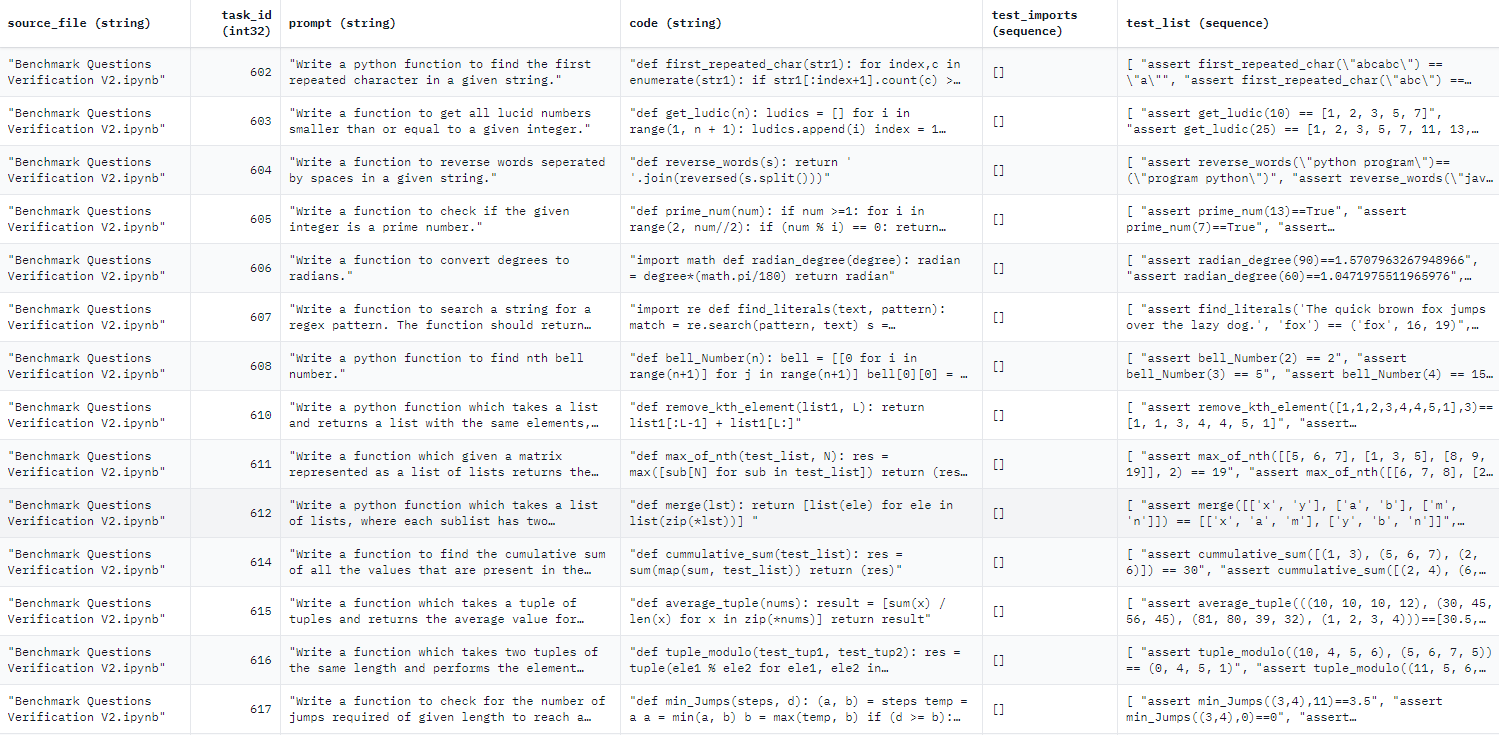 source_file (string)
task_id (int32)
prompt (string)
code (string)
test_imports (sequence)
test_list (sequence)
"Benchmark Questions
Verification V2.ipynb"
602
"Write a python function to find the first
repeated character in a given string."
"def first_repeated_char(str1): for index,c in
enumerate(str1): if str1[:index+1].count(c) >…
[]
[ "assert first_repeated_char(\"abcabc\") ==
\"a\"", "assert first_repeated_char(\"abc\") ==…
"Benchmark Questions
Verification V2.ipynb"
603
"Write a function to get all lucid numbers
smaller than or equal to a given integer."
"def get_ludic(n): ludics = [] for i in
range(1, n + 1): ludics.append(i) index = 1…
[]
[ "assert get_ludic(10) == [1, 2, 3, 5, 7]",
"assert get_ludic(25) == [1, 2, 3, 5, 7, 11, 13,…
"Benchmark Questions
Verification V2.ipynb"
604
"Write a function to reverse words seperated
by spaces in a given string."
"def reverse_words(s): return '
'.join(reversed(s.split()))"
[]
[ "assert reverse_words(\"python program\")==
(\"program python\")", "assert reverse_words(\"jav…
"Benchmark Questions
Verification V2.ipynb"
605
"Write a function to check if the given
integer is a prime number."
"def prime_num(num): if num >=1: for i in
range(2, num//2): if (num % i) == 0: return…
[]
[ "assert prime_num(13)==True", "assert
prime_num(7)==True", "assert…
"Benchmark Questions
Verification V2.ipynb"
606
"Write a function to convert degrees to
radians."
"import math def radian_degree(degree): radian
= degree*(math.pi/180) return radian"
[]
[ "assert radian_degree(90)==1.5707963267948966",
"assert radian_degree(60)==1.0471975511965976",…
"Benchmark Questions
Verification V2.ipynb"
607
"Write a function to search a string for a
regex pattern. The function should return…
"import re def find_literals(text, pattern):
match = re.search(pattern, text) s =…
[]
[ "assert find_literals('The quick brown fox jumps
over the lazy dog.', 'fox') == ('fox', 16, 19)",…
"Benchmark Questions
Verification V2.ipynb"
608
"Write a python function to find nth bell
number."
"def bell_Number(n): bell = [[0 for i in
range(n+1)] for j in range(n+1)] bell[0][0] = …
[]
[ "assert bell_Number(2) == 2", "assert
bell_Number(3) == 5", "assert bell_Number(4) == 15…
"Benchmark Questions
Verification V2.ipynb"
610
"Write a python function which takes a list
and returns a list with the same elements,…
"def remove_kth_element(list1, L): return
list1[:L-1] + list1[L:]"
[]
[ "assert remove_kth_element([1,1,2,3,4,4,5,1],3)==
[1, 1, 3, 4, 4, 5, 1]", "assert…
"Benchmark Questions
Verification V2.ipynb"
611
"Write a function which given a matrix
represented as a list of lists returns the…
"def max_of_nth(test_list, N): res =
max([sub[N] for sub in test_list]) return (res…
[]
[ "assert max_of_nth([[5, 6, 7], [1, 3, 5], [8, 9,
19]], 2) == 19", "assert max_of_nth([[6, 7, 8], [2…
"Benchmark Questions
Verification V2.ipynb"
612
"Write a python function which takes a list
of lists, where each sublist has two…
"def merge(lst): return [list(ele) for ele in
list(zip(*lst))] "
[]
[ "assert merge([['x', 'y'], ['a', 'b'], ['m',
'n']]) == [['x', 'a', 'm'], ['y', 'b', 'n']]",…
"Benchmark Questions
Verification V2.ipynb"
614
"Write a function to find the cumulative sum
of all the values that are present in the…
"def cummulative_sum(test_list): res =
sum(map(sum, test_list)) return (res)"
[]
[ "assert cummulative_sum([(1, 3), (5, 6, 7), (2,
6)]) == 30", "assert cummulative_sum([(2, 4), (6,…
"Benchmark Questions
Verification V2.ipynb"
615
"Write a function which takes a tuple of
tuples and returns the average value for…
"def average_tuple(nums): result = [sum(x) /
len(x) for x in zip(*nums)] return result"
[]
[ "assert average_tuple(((10, 10, 10, 12), (30, 45,
56, 45), (81, 80, 39, 32), (1, 2, 3, 4)))==[30.5,…
"Benchmark Questions
Verification V2.ipynb"
616
"Write a function which takes two tuples of
the same length and performs the element…
"def tuple_modulo(test_tup1, test_tup2): res =
tuple(ele1 % ele2 for ele1, ele2 in…
[]
[ "assert tuple_modulo((10, 4, 5, 6), (5, 6, 7, 5))
== (0, 4, 5, 1)", "assert tuple_modulo((11, 5, 6,…
"Benchmark Questions
Verification V2.ipynb"
617
"Write a function to check for the number of
jumps required of given length to reach a…
"def min_Jumps(steps, d): (a, b) = steps temp =
a a = min(a, b) b = max(temp, b) if (d >= b):…
[]
[ "assert min_Jumps((3,4),11)==3.5", "assert
min_Jumps((3,4),0)==0", "assert…